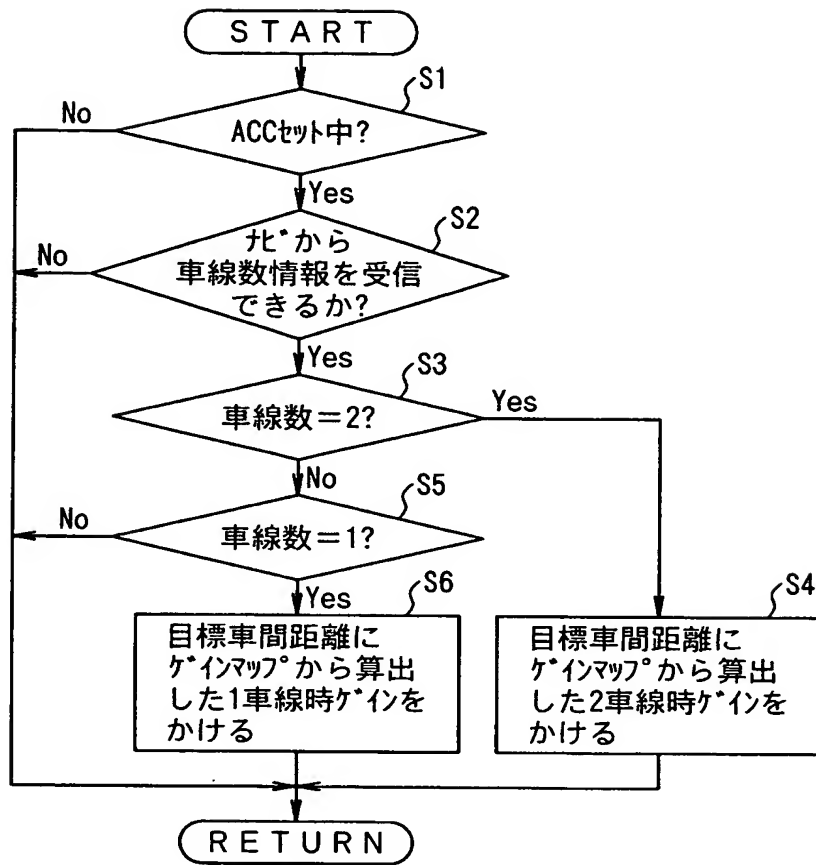 START
S1
No
ACCｾｯﾄ中?
Yes
S2
No
ﾅﾋﾞから
車線数情報を受信
できるか?
Yes
S3
車線数＝2?
Yes
No
S5
No
車線数＝1?
Yes
S6
目標車間距離に
ｹﾞｲﾝﾏｯﾌﾟから算出
した1車線時ｹﾞｲﾝを
かける
S4
目標車間距離に
ｹﾞｲﾝﾏｯﾌﾟから算出
した2車線時ｹﾞｲﾝを
かける
RETURN